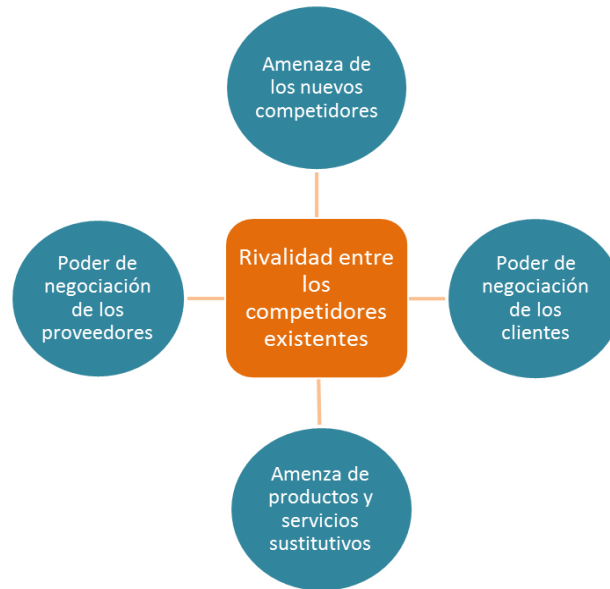 Amenaza de
los nuevos
competidores
Poder de
negociación
de los
proveedores
Rivalidad entre
los
competidores
existentes
Poder de
negociación
de los
clientes
Amenza de
productos y
servicios
sustitutivos